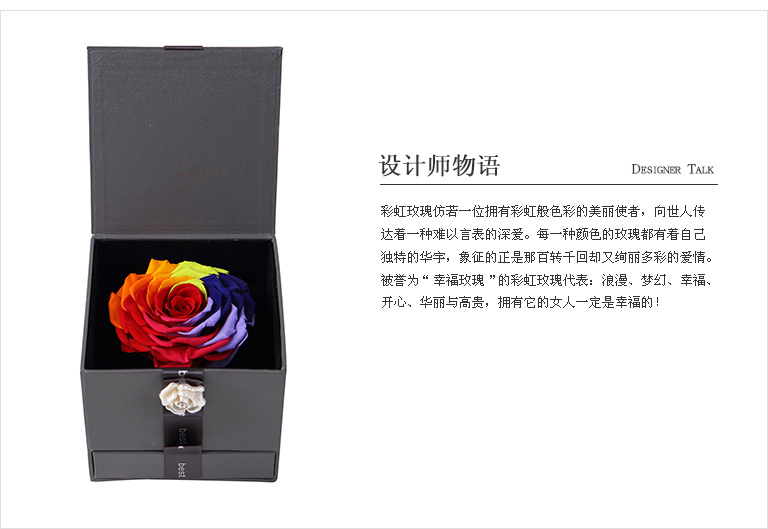 设计师物语
DESIGNER TALK
彩虹玫瑰仿若一位拥有彩虹般色彩的美丽使者，向世人传
达着一种难以言表的深爱。每一种颜色的玫瑰都有着自己
独特的华宇，象征的正是那百转千回却又绚丽多彩的爱情。
被誉为“幸福玫瑰”的彩虹玫瑰代表：浪漫、梦幻、幸福、
开心、华丽与高贵，拥有它的女人一定是幸福的！
best
best